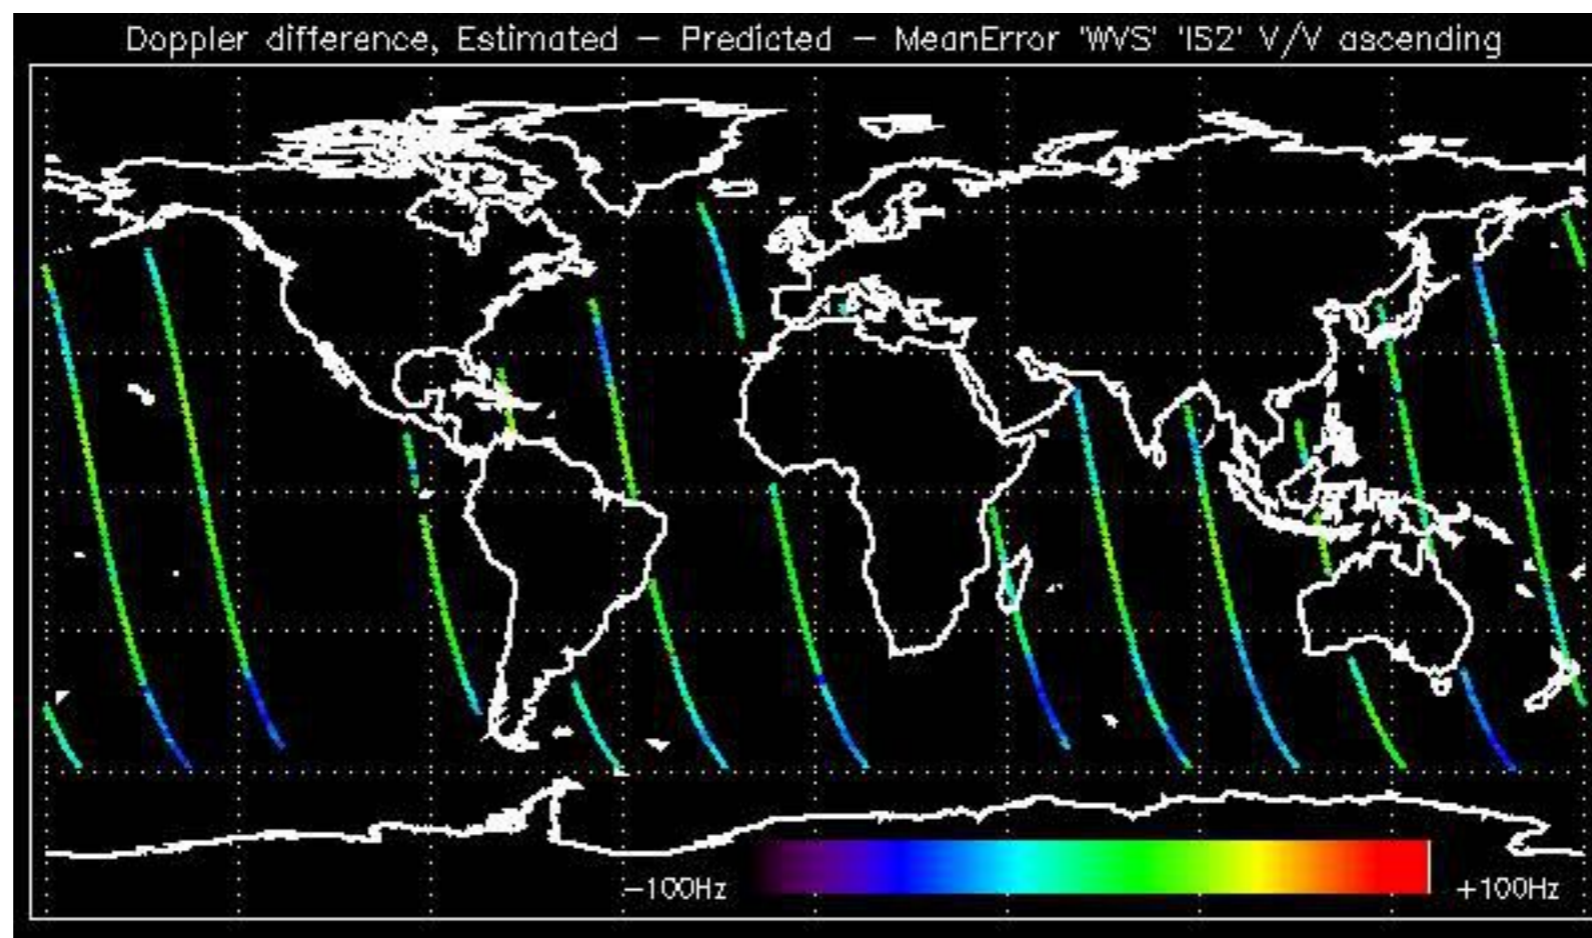 Doppler difference, Estimated – Predicted – MeanError 'WVS' 'IS2' V/V ascending
–100Hz +100Hz